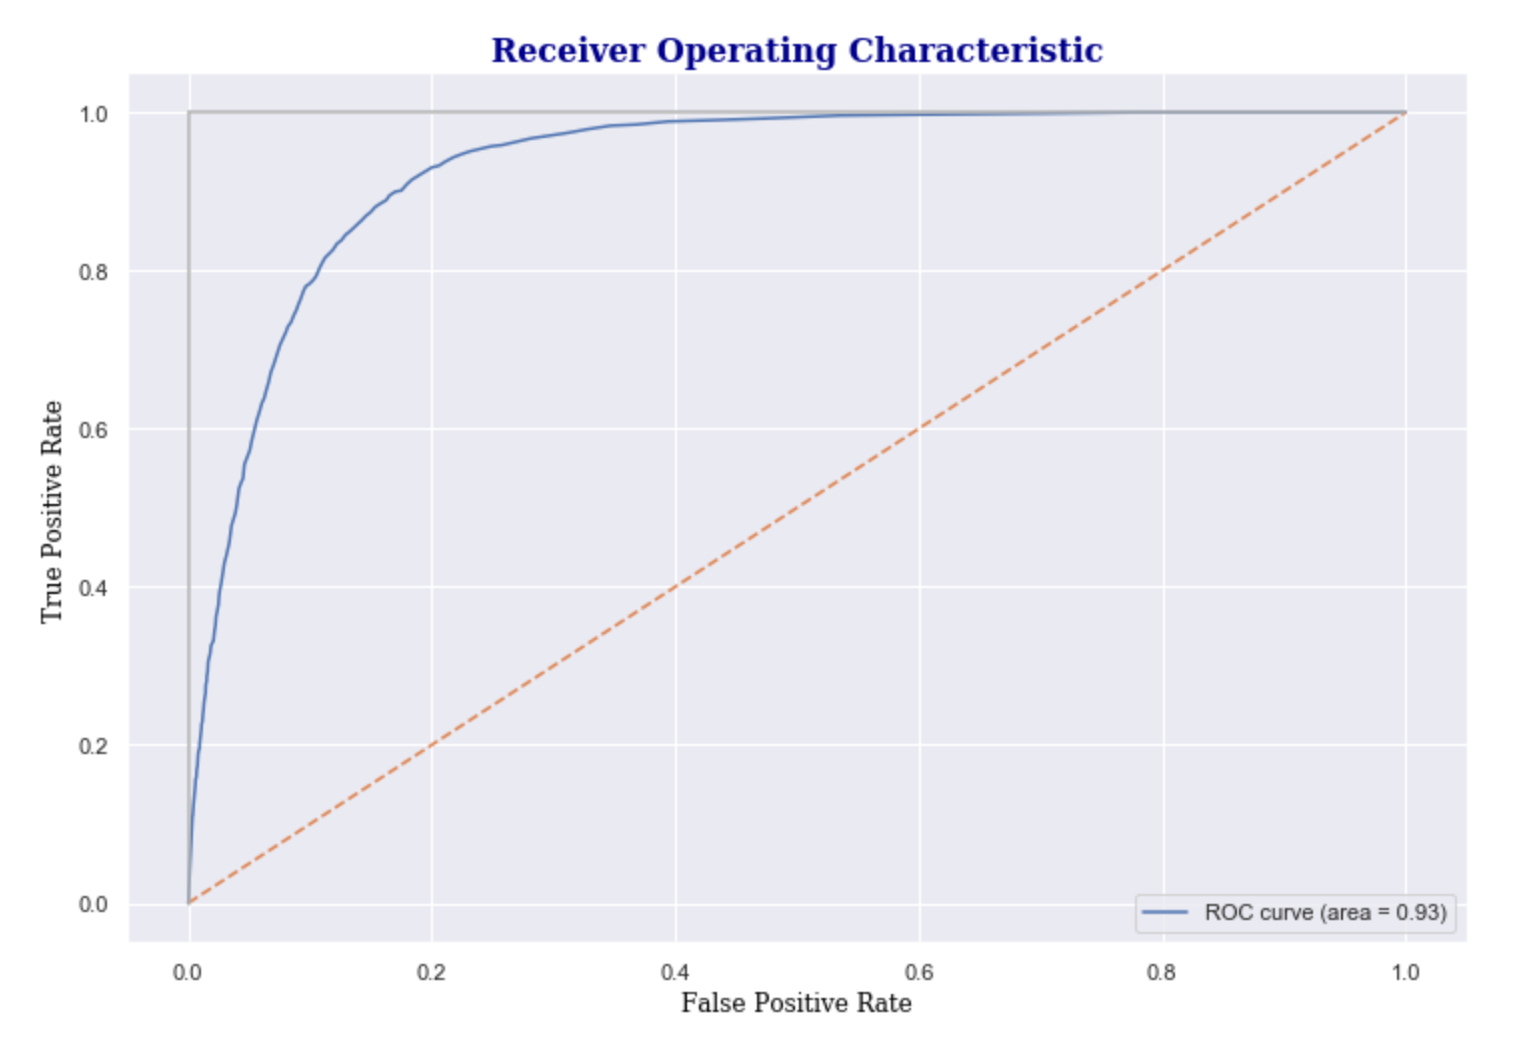 Receiver Operating Characteristic
1.0
0.8
0.6
0.4
0.2
0.0
True Positive Rate
ROC curve (area = 0.93)
0.0 0.2 0.4 0.6 0.8 1.0
False Positive Rate